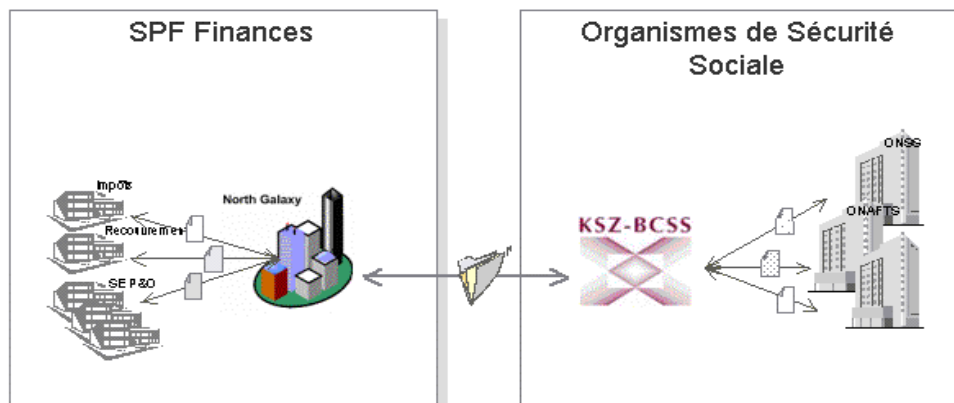 SPF Finances
Organismes de Sécurité
Sociale
Impôts
North Galaxy
Recouvrement
SE P&O
KSZ-BCSS
ONSS
ONAFTS